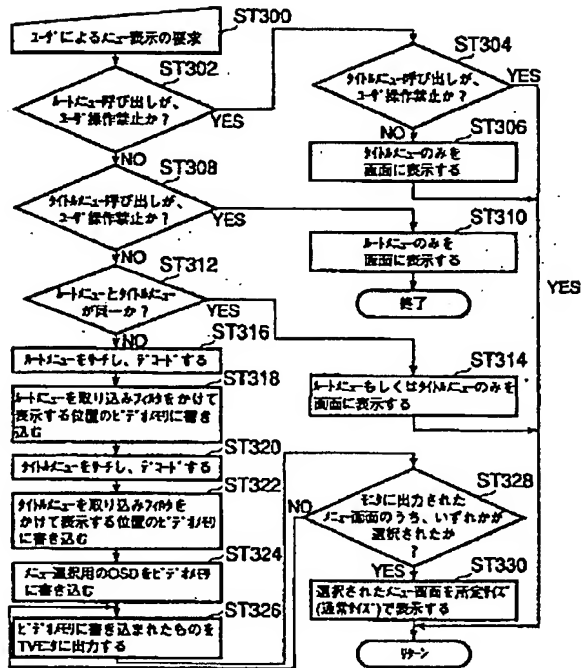 ST300
ユーザによるメニュー表示の要求
ST302
ルートメニュー呼び出しが、
ユーザ操作禁止か？
YES
NO
ST304
タイトルメニュー呼び出しが、
ユーザ操作禁止か？
YES
NO
ST306
タイトルメニューのみを
画面に表示する
ST308
タイトルメニュー呼び出しが、
ユーザ操作禁止か？
YES
NO
ST310
ルートメニューのみを
画面に表示する
終了
YES
ST312
ルートメニューとタイトルメニュー
が同一か？
YES
NO
ST314
ルートメニューもしくはタイトルメニューのみを
画面に表示する
ST316
ルートメニューをサーチし、デコードする
ST318
ルートメニューを取り込みフィルタをかけて
表示する位置のビデオメモリに書き
込む
ST320
タイトルメニューをサーチし、デコードする
ST322
タイトルメニューを取り込みフィルタを
かけて表示する位置のビデオメモリ
に書き込む
ST324
メニュー選択用のOSDをビデオメモリ
に書き込む
ST326
ビデオメモリに書き込まれたものを
TVモニタに出力する
ST328
モニタに出力された
メニュー画面のうち、いずれかが
選択されたか
？
NO
YES
ST330
選択されたメニュー画面を所定サイズ
(通常サイズ)で表示する
リターン